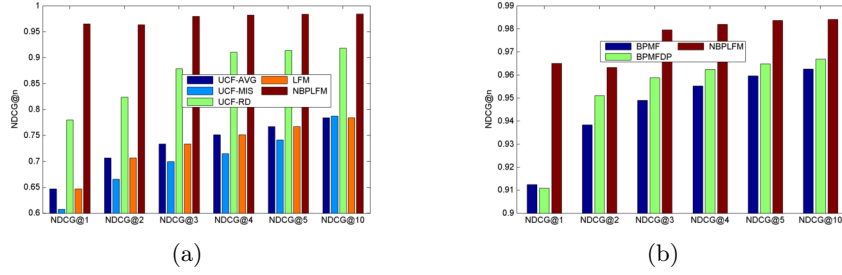 1
0.95
0.9
0.85
0.8
0.75
0.7
0.65
0.6
NDCG@n
UCF-AVG LFM
UCF-MIS NBPLFM
UCF-RD
NDCG@1 NDCG@2 NDCG@3 NDCG@4 NDCG@5 NDCG@10
(a)
0.99
0.98
0.97
0.96
0.95
0.94
0.93
0.92
0.91
0.9
NDCG@n
BPMF NBPLFM
BPMFDP
NDCG@1 NDCG@2 NDCG@3 NDCG@4 NDCG@5 NDCG@10
(b)